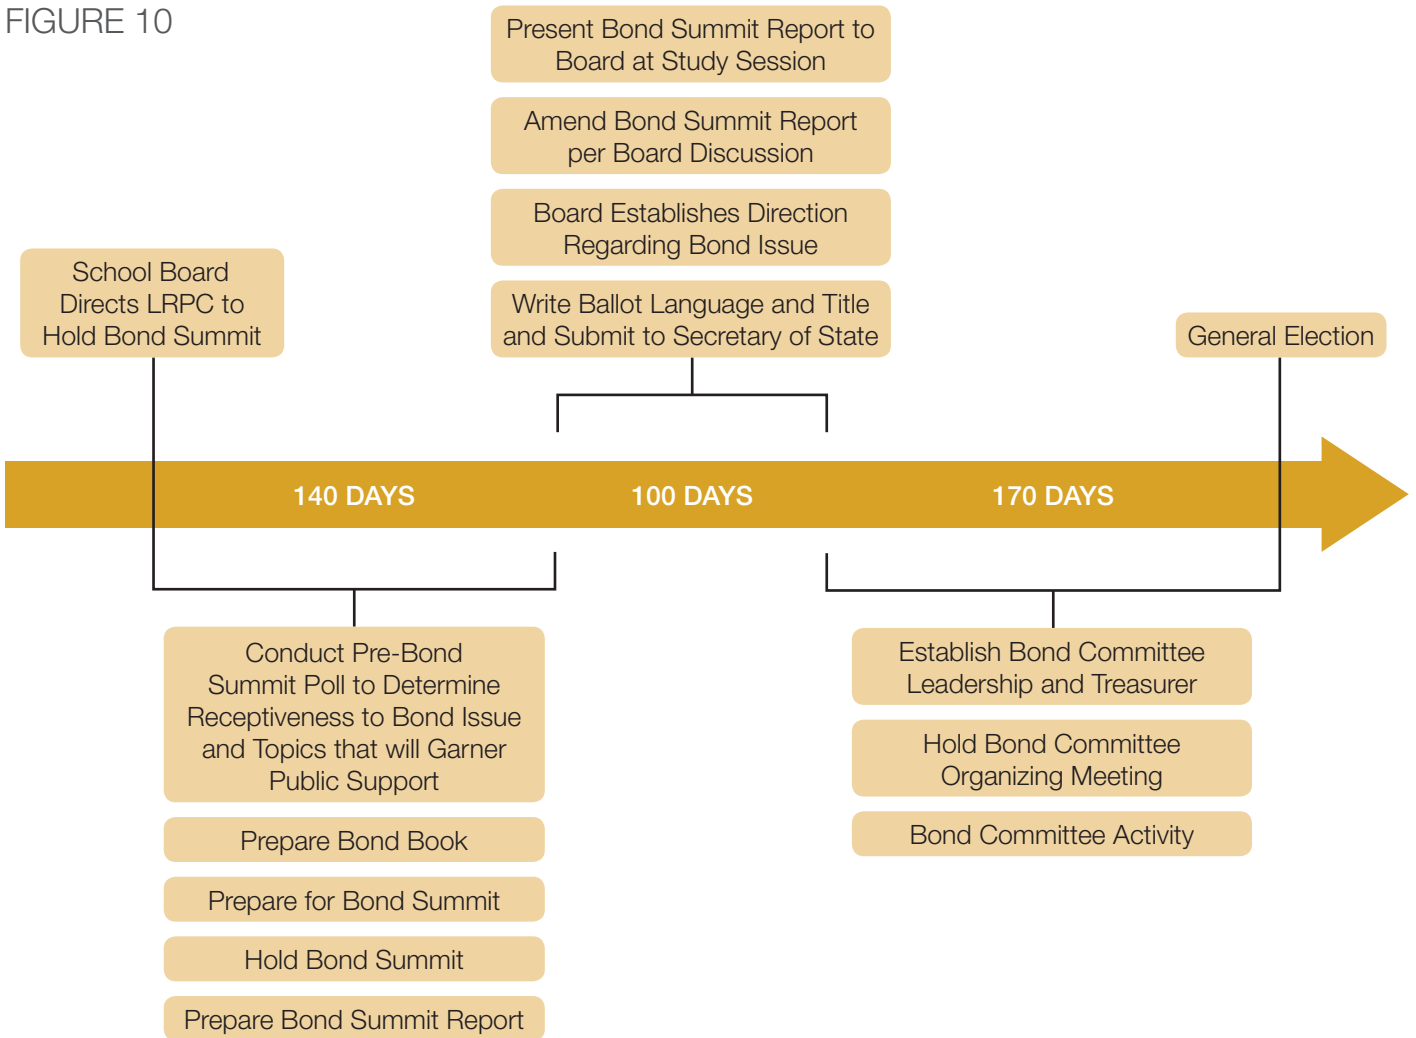 FIGURE 10
Present Bond Summit Report to
Board at Study Session
Amend Bond Summit Report
per Board Discussion
Board Establishes Direction
Regarding Bond Issue
Write Ballot Language and Title
and Submit to Secretary of State
School Board
Directs LRPC to
Hold Bond Summit
General Election
140 DAYS
100 DAYS
170 DAYS
Conduct Pre-Bond
Summit Poll to Determine
Receptiveness to Bond Issue
and Topics that will Garner
Public Support
Prepare Bond Book
Prepare for Bond Summit
Hold Bond Summit
Prepare Bond Summit Report
Establish Bond Committee
Leadership and Treasurer
Hold Bond Committee
Organizing Meeting
Bond Committee Activity